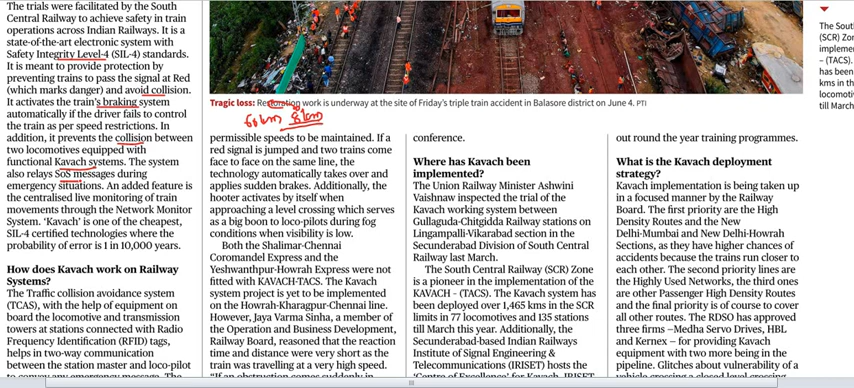 The trials were facilitated by the South
Central Railway to achieve safety in train
operations across Indian Railways. It is a
state-of-the-art electronic system with
Safety Integrity Level-4 (SIL-4) standards.
It is meant to provide protection by
preventing trains to pass the signal at Red
(which marks danger) and avoid collision.
It activates the train's braking system
automatically if the driver fails to control
the train as per speed restrictions. In
addition, it prevents the collision between
two locomotives equipped with
functional Kavach systems. The system
also relays SoS messages during
emergency situations. An added feature is
the centralised live monitoring of train
movements through the Network Monitor
System. ‘Kavach’ is one of the cheapest,
SIL-4 certified technologies where the
probability of error is 1 in 10,000 years.
How does Kavach work on Railway
Systems?
The Traffic collision avoidance system
(TCAS), with the help of equipment on
board the locomotive and transmission
towers at stations connected with Radio
Frequency Identification (RFID) tags,
helps in two-way communication
between the station master and loco-pilot
to convey any emergency message. The
Tragic loss: Restoration work is underway at the site of Friday's triple train accident in Balasore district on June 4. PTI
permissible speeds to be maintained. If a
red signal is jumped and two trains come
face to face on the same line, the
technology automatically takes over and
applies sudden brakes. Additionally, the
hooter activates by itself when
approaching a level crossing which serves
as a big boon to loco-pilots during fog
conditions when visibility is low.
Both the Shalimar-Chennai
Coromandel Express and the
Yeshwanthpur-Howrah Express were not
fitted with KAVACH-TACS. The Kavach
system project is yet to be implemented
on the Howrah-Kharagpur-Chennai line.
However, Jaya Varma Sinha, a member of
the Operation and Business Development,
Railway Board, reasoned that the reaction
time and distance were very short as the
train was travelling at a very high speed.
“If an obstruction comes suddenly in
conference.
Where has Kavach been
implemented?
The Union Railway Minister Ashwini
Vaishnaw inspected the trial of the
Kavach working system between
Gullaguda-Chitgidda Railway stations on
Lingampalli-Vikarabad section in the
Secunderabad Division of South Central
Railway last March.
The South Central Railway (SCR) Zone
is a pioneer in the implementation of the
KAVACH - (TACS). The Kavach system has
been deployed over 1,465 kms in the SCR
limits in 77 locomotives and 135 stations
till March this year. Additionally, the
Secunderabad-based Indian Railways
Institute of Signal Engineering &
Telecommunications (IRISET) hosts the
‘Centre of Excellence’ for Kavach. IRISET
out round the year training programmes.
What is the Kavach deployment
strategy?
Kavach implementation is being taken up
in a focused manner by the Railway
Board. The first priority are the High
Density Routes and the New
Delhi-Mumbai and New Delhi-Howrah
Sections, as they have higher chances of
accidents because the trains run closer to
each other. The second priority lines are
the Highly Used Networks, the third ones
are other Passenger High Density Routes
and the final priority is of course to cover
all other routes. The RDSO has approved
three firms —Medha Servo Drives, HBL
and Kernex — for providing Kavach
equipment with two more being in the
pipeline. Glitches about vulnerability of a
The Sout
(SCR) Zor
impleme
– (TACS).
has been
kms in th
locomoti
till March